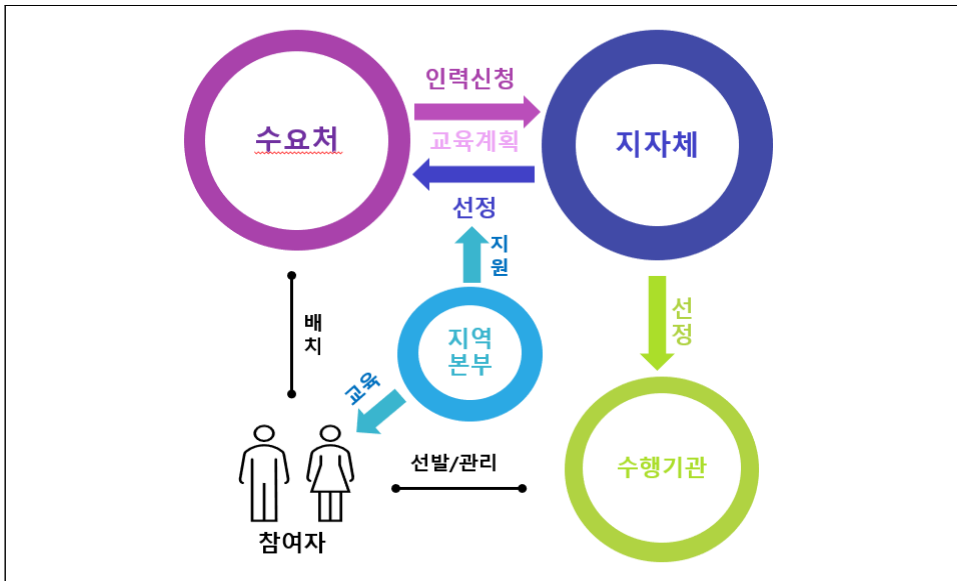 인력신청
수요처
교육계획
지자체
선정
지
원
배
치
지역
본부
선
정
교육
선발/관리
수행기관
참여자